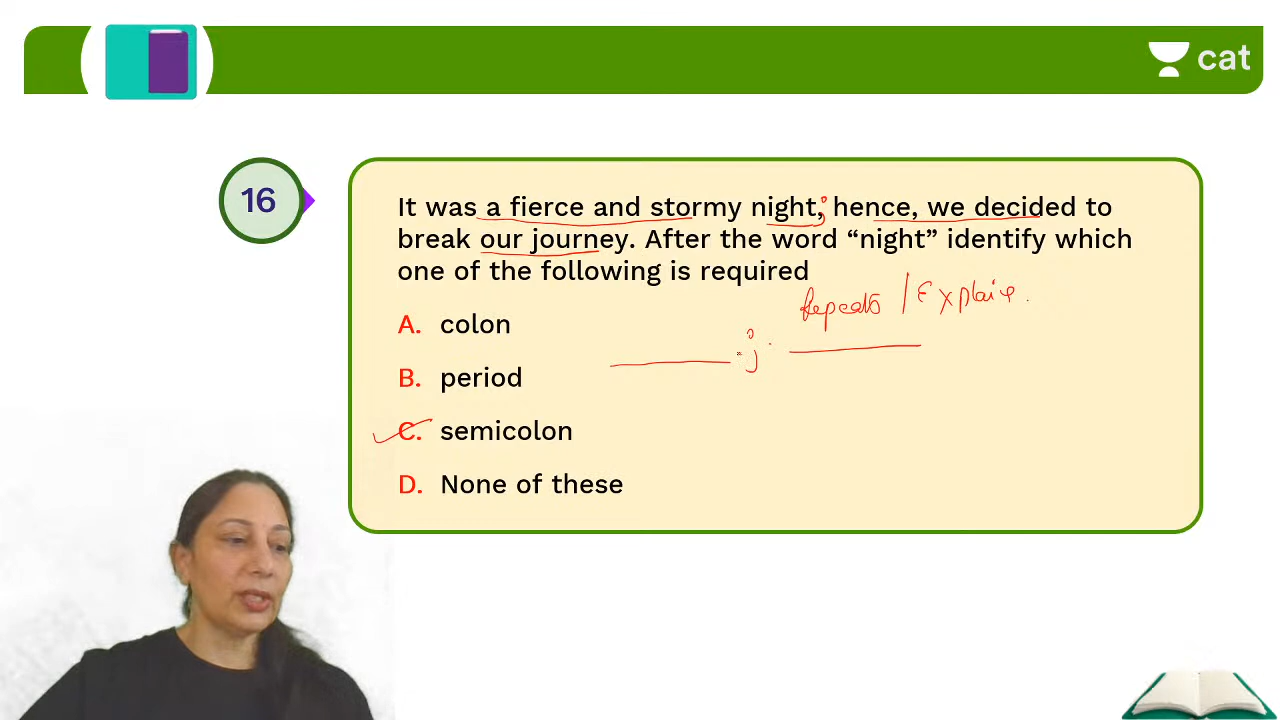 cat
16
It was a fierce and stormy night, hence, we decided to
break our journey. After the word “night” identify which
one of the following is required
repeats / Explain.
A. colon
;
B. period
C. semicolon
D. None of these